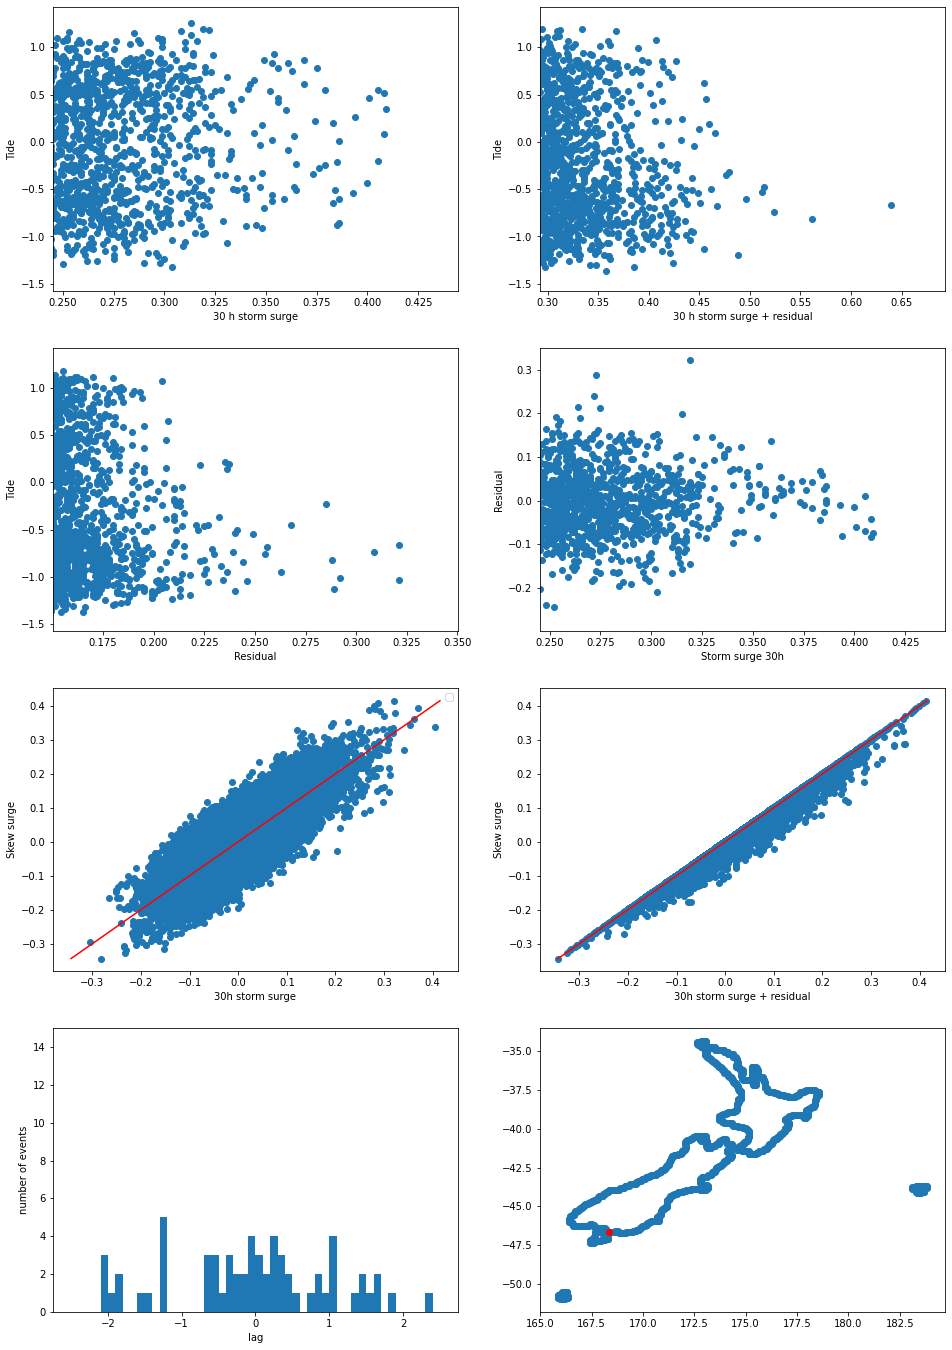 1.0
0.5
0.0
−0.5
−1.0
−1.5
Tide
0.250 0.275 0.300 0.325 0.350 0.375 0.400 0.425
30 h storm surge
1.0
0.5
0.0
−0.5
−1.0
−1.5
Tide
0.30 0.35 0.40 0.45 0.50 0.55 0.60 0.65
30 h storm surge + residual
1.0
0.5
0.0
−0.5
−1.0
−1.5
Tide
0.175 0.200 0.225 0.250 0.275 0.300 0.325 0.350
Residual
0.3
0.2
0.1
0.0
−0.1
−0.2
Residual
0.250 0.275 0.300 0.325 0.350 0.375 0.400 0.425
Storm surge 30h
0.4
0.3
0.2
0.1
0.0
−0.1
−0.2
−0.3
Skew surge
−0.3 −0.2 −0.1 0.0 0.1 0.2 0.3 0.4
30h storm surge
0.4
0.3
0.2
0.1
0.0
−0.1
−0.2
−0.3
Skew surge
−0.3 −0.2 −0.1 0.0 0.1 0.2 0.3 0.4
30h storm surge + residual
14
12
10
8
6
4
2
0
number of events
−2 −1 0 1 2
lag
−35.0
−37.5
−40.0
−42.5
−45.0
−47.5
−50.0
165.0 167.5 170.0 172.5 175.0 177.5 180.0 182.5